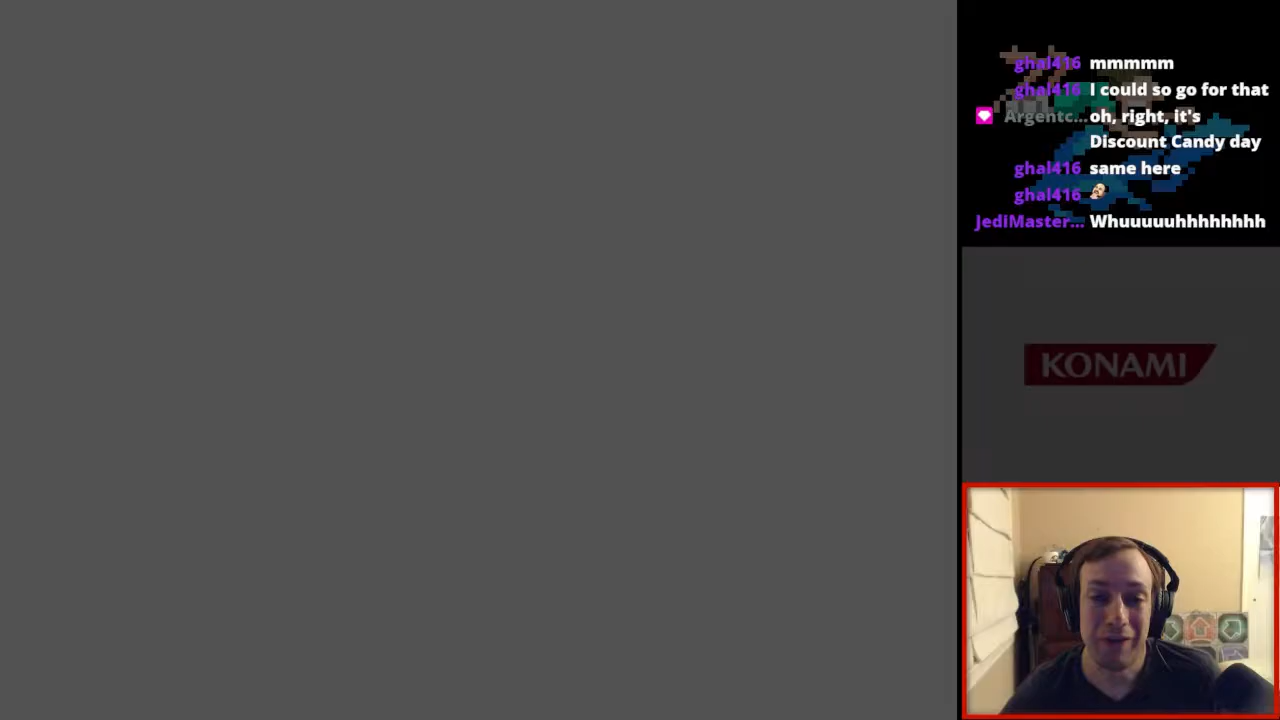 ghal416 mmmmm
ghal416 I could so go for that
Argentc... oh, right, it's
Discount Candy day
ghal416 same here
ghal416
JediMaster... Whuuuuuhhhhhhhh
KONAMI